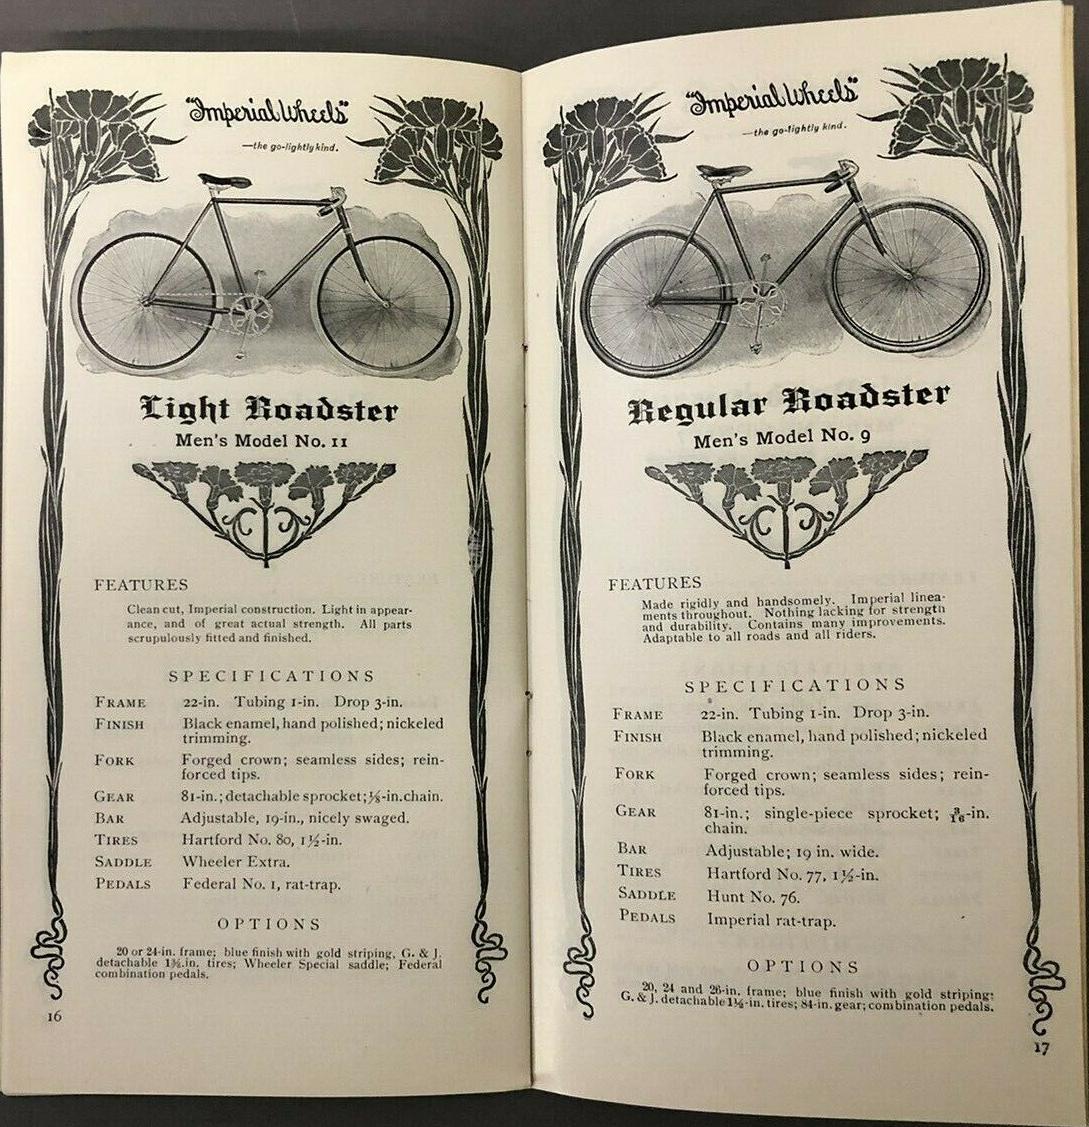 "Imperial Wheels"
—the go-lightly kind.
Light Roadster
Men's Model No. 11
FEATURES
Clean cut, Imperial construction. Light in appear-
ance, and of great actual strength. All parts
scrupulously fitted and finished.
SPECIFICATIONS
FRAME 22-in. Tubing 1-in. Drop 3-in.
FINISH Black enamel, hand polished; nickeled
trimming.
FORK Forged crown; seamless sides; rein-
forced tips.
GEAR 81-in.; detachable sprocket; ⅛-in. chain.
BAR Adjustable, 19-in., nicely swaged.
TIRES Hartford No. 80, 1½-in.
SADDLE Wheeler Extra.
PEDALS Federal No. 1, rat-trap.
OPTIONS
20 or 24-in. frame; blue finish with gold striping, G. & J.
detachable in. tires; Wheeler Special saddle; Federal
combination pedals.
16
"Imperial Wheels"
—the go-lightly kind.
Regular Roadster
Men's Model No. 9
FEATURES
Made rigidly and handsomely. Imperial linea-
ments throughout. Nothing lacking for strength
and durability. Contains many improvements.
Adaptable to all roads and all riders.
SPECIFICATIONS
FRAME 22-in. Tubing 1-in. Drop 3-in.
FINISH Black enamel, hand polished; nickeled
trimming.
FORK Forged crown; seamless sides; rein-
forced tips.
GEAR 81-in.; single-piece sprocket; 3/16-in.
chain.
BAR Adjustable; 19 in. wide.
TIRES Hartford No. 77, 1½-in.
SADDLE Hunt No. 76.
PEDALS Imperial rat-trap.
OPTIONS
20, 24 and 26-in. frame; blue finish with gold striping;
G. & J. detachable tires; 84-in. gear; combination pedals.
17